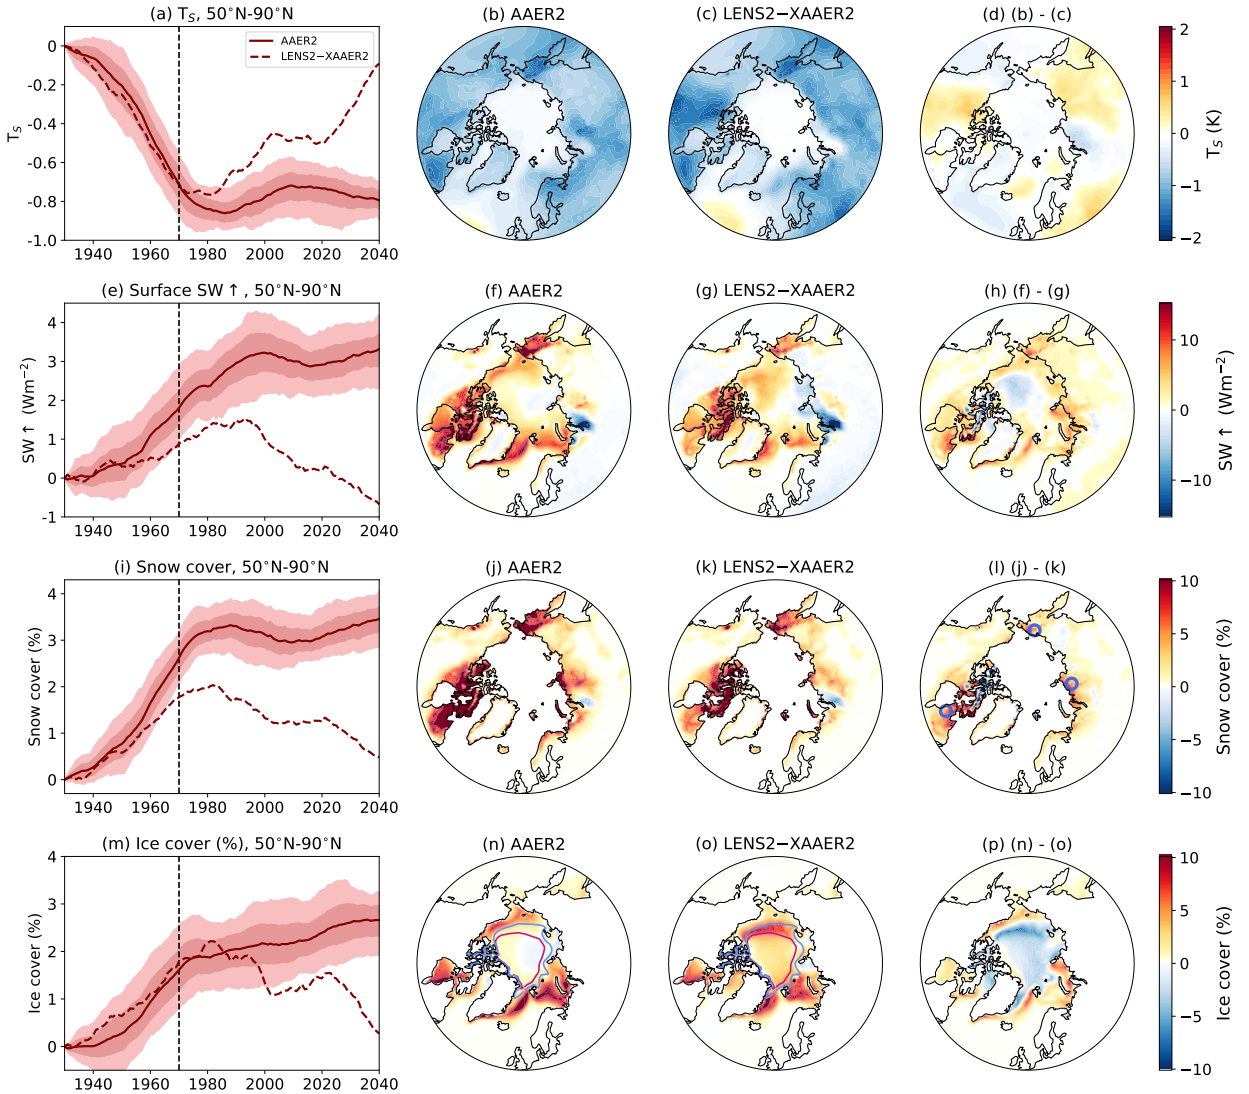 (a) T_S, 50°N-90°N
(b) AAER2
(c) LENS2−XAAER2
(d) (b) - (c)
AAER2
LENS2−XAAER2
T_S
0
-0.2
-0.4
-0.6
-0.8
-1.0
1940 1960 1980 2000 2020 2040
2
1
0
−1
−2
T_S (K)
(e) Surface SW ↑, 50°N-90°N
(f) AAER2
(g) LENS2−XAAER2
(h) (f) - (g)
SW ↑ (Wm⁻²)
4
3
2
1
0
-1
1940 1960 1980 2000 2020 2040
10
0
−10
SW ↑ (Wm⁻²)
(i) Snow cover, 50°N-90°N
(j) AAER2
(k) LENS2−XAAER2
(l) (j) - (k)
Snow cover (%)
4
3
2
1
0
1940 1960 1980 2000 2020 2040
10
5
0
−5
−10
Snow cover (%)
(m) Ice cover (%), 50°N-90°N
(n) AAER2
(o) LENS2−XAAER2
(p) (n) - (o)
Ice cover (%)
4
3
2
1
0
1940 1960 1980 2000 2020 2040
10
5
0
−5
−10
Ice cover (%)